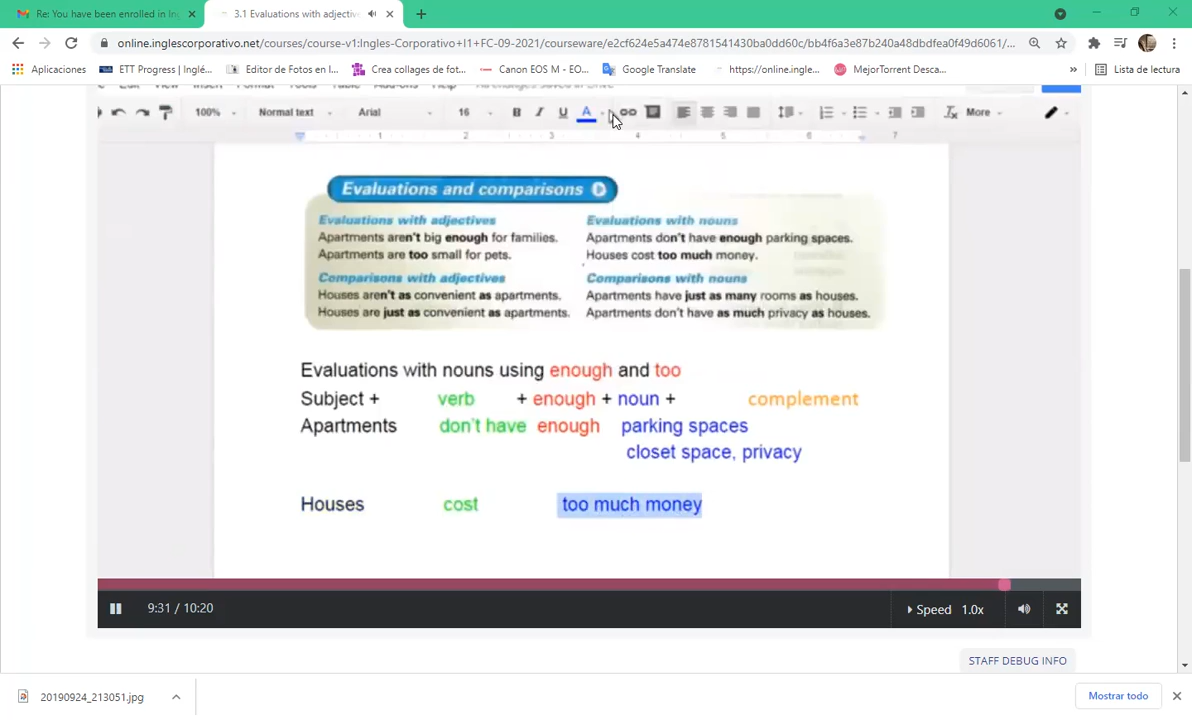 Re: You have been enrolled in In
3.1 Evaluations with adjective
online.inglescorporativo.net/courses/course-v1:Ingles-Corporativo+I1+FC-09-2021/courseware/e2cf624e5a474e8781541430ba0dd60c/bb4f6a3e87b240a48dbdfea0f49d6061/...
Aplicaciones
ETT Progress | Inglé...
Editor de Fotos en l...
Crea collages de fot...
Canon EOS M - EO...
Google Translate
https://online.ingle...
MejorTorrent Desca...
»
Lista de lectura
100%
Normal text
Arial
16
B
I
U
A
More
1 2 3 4 5 6 7
Evaluations and comparisons
Evaluations with adjectives
Apartments aren't big enough for families.
Apartments are too small for pets.
Comparisons with adjectives
Houses aren't as convenient as apartments.
Houses are just as convenient as apartments.
Evaluations with nouns
Apartments don't have enough parking spaces.
Houses cost too much money.
Comparisons with nouns
Apartments have just as many rooms as houses.
Apartments don't have as much privacy as houses.
Evaluations with nouns using enough and too
Subject + verb + enough + noun + complement
Apartments don't have enough parking spaces
closet space, privacy
Houses cost too much money
9:31 / 10:20
Speed 1.0x
STAFF DEBUG INFO
20190924_213051.jpg
Mostrar todo